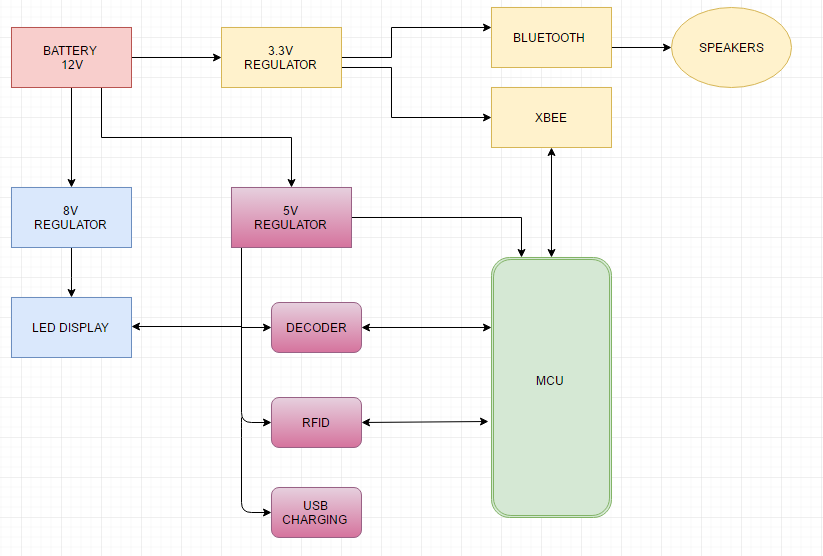 BATTERY
12V
3.3V
REGULATOR
BLUETOOTH
SPEAKERS
XBEE
8V
REGULATOR
5V
REGULATOR
LED DISPLAY
DECODER
MCU
RFID
USB
CHARGING